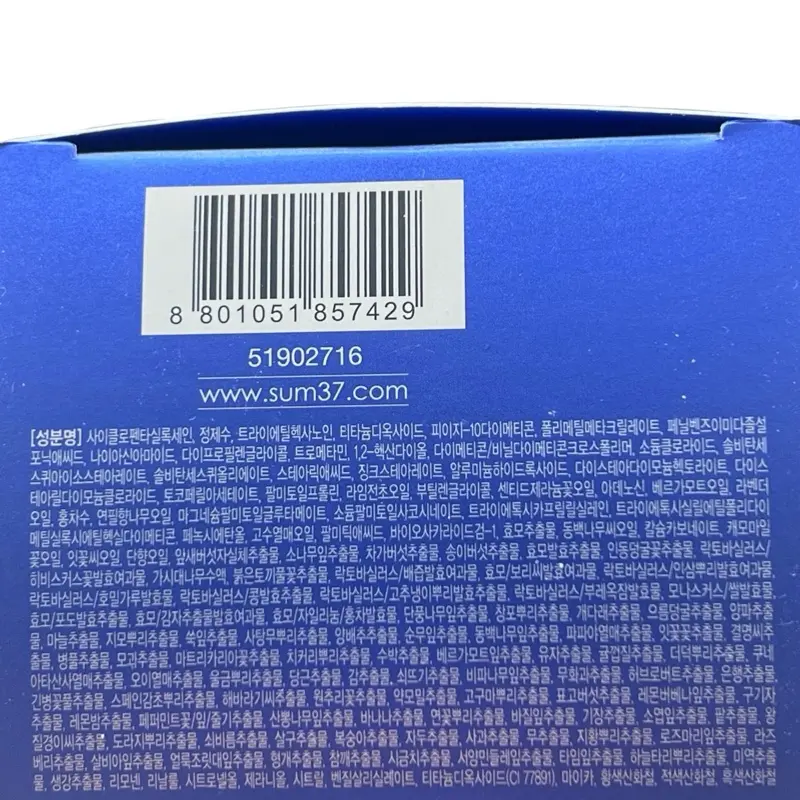 8 801051 857429
51902716
www.sum37.com
[성분명] 사이클로펜타실록세인, 정제수, 트라이에틸헥사노인, 티타늄디옥사이드, 피이지-10다이메티콘, 폴리메틸메타크릴레이트, 페닐벤즈이미다졸설
포닉애씨드, 나이아신아마이드, 다이프로필렌글라이콜, 트로메타민, 1,2-헥산다이올, 다이메티콘/비닐다이메티콘크로스폴리머, 소듐클로라이드, 솔비탄세
스퀴아이소스테아레이트, 솔비탄세스퀴올리에이트, 스테아릭애씨드, 징크스테아레이트, 알루미늄하이드록사이드, 다이스테아다이모늄헥토라이트, 다이스
테아릴다이모늄클로라이드, 토코페릴아세테이트, 팔미토일프롤린, 라임전초오일, 부틸렌글라이콜, 센티드제라늄꽃오일, 아데노신, 베르가모트오일, 라벤더
오일, 홍차수, 연필향나무오일, 마그네슘팔미토일글루타메이트, 소듐팔미토일사코시네이트, 트라이에톡시카프릴릴실레인, 트라이에톡시실릴에틸폴리다이
메틸실록시에틸헥실다이메티콘, 페녹시에탄올, 고수열매오일, 팔미틱애씨드, 바이오사카라이드검-1, 효모추출물, 동백나무씨오일, 칼슘카보네이트, 캐모마일
꽃오일, 잇꽃씨오일, 단향오일, 앞새버섯자실체추출물, 소나무잎추출물, 차가버섯추출물, 송이버섯추출물, 효모발효추출물, 인동덩굴꽃추출물, 락토바실러스/
히비스커스꽃발효여과물, 가시대나무수액, 붉은토끼풀꽃추출물, 락토바실러스/배즙발효여과물, 효모/보리씨발효여과물, 락토바실러스/인삼뿌리발효여과물,
락토바실러스/호밀가루발효물, 락토바실러스/콩발효추출물, 락토바실러스/고추냉이뿌리발효추출물, 락토바실러스/부레옥잠발효물, 모나스커스/쌀발효물,
효모/포도발효추출물, 효모/감자추출물발효여과물, 효모/자일리눔/홍차발효물, 단풍나무잎추출물, 창포뿌리추출물, 개다래추출물, 으름덩굴추출물, 양파추출
물, 마늘추출물, 지모뿌리추출물, 쑥잎추출물, 사탕무뿌리추출물, 양배추추출물, 순무잎추출물, 동백나무잎추출물, 파파야열매추출물, 잇꽃꽃추출물, 결명씨추
출물, 병풀추출물, 모과추출물, 마트리카리아꽃추출물, 치커리뿌리추출물, 수박추출물, 베르가모트잎추출물, 유자추출물, 귤껍질추출물, 더덕뿌리추출물, 쿠네
아타산사열매추출물, 오이열매추출물, 울금뿌리추출물, 당근추출물, 감추출물, 쇠뜨기추출물, 비파나무잎추출물, 무화과추출물, 허브로버트추출물, 은행추출물,
긴병꽃풀추출물, 스페인감초뿌리추출물, 해바라기씨추출물, 원추리꽃추출물, 약모밀추출물, 고구마뿌리추출물, 표고버섯추출물, 레몬버베나잎추출물, 구기자
추출물, 레몬밤추출물, 페퍼민트꽃/잎/줄기추출물, 산뽕나무잎추출물, 바나나추출물, 연꽃뿌리추출물, 바질잎추출물, 기장추출물, 소엽잎추출물, 팥추출물, 왕
질경이씨추출물, 도라지뿌리추출물, 쇠비름추출물, 살구추출물, 복숭아추출물, 자두추출물, 사과추출물, 무추출물, 지황뿌리추출물, 로즈마리잎추출물, 라즈
베리추출물, 살비아잎추출물, 얼룩조릿대잎추출물, 형개추출물, 참깨추출물, 시금치추출물, 서양민들레잎추출물, 타임잎추출물, 하늘타리뿌리추출물, 미역추출
물, 생강추출물, 리모넨, 리날룰, 시트로넬올, 제라니올, 시트랄, 벤질살리실레이트, 티타늄디옥사이드(CI 77891), 마이카, 황색산화철, 적색산화철, 흑색산화철